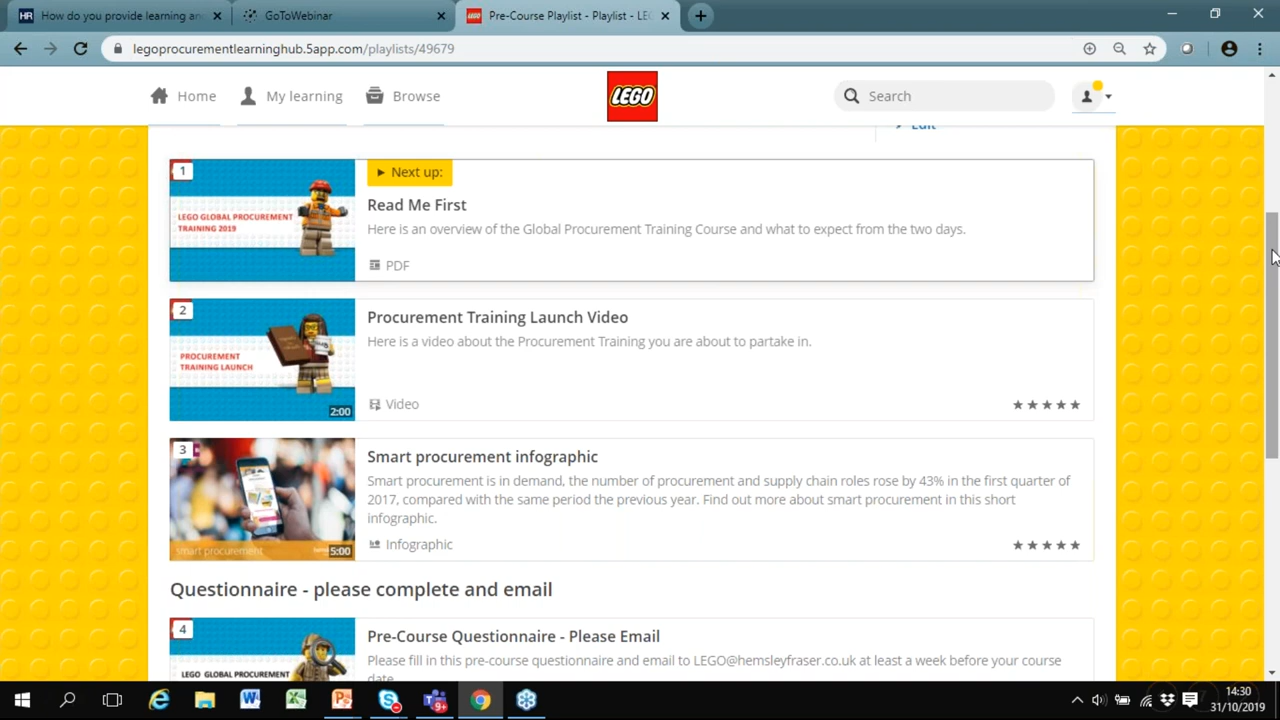 HR How do you provide learning an
GoToWebinar
LEGO Pre-Course Playlist - Playlist - LEG
legoprocurementlearninghub.5app.com/playlists/49679
Home
My learning
Browse
LEGO
Search
Edit
1
LEGO GLOBAL PROCUREMENT
TRAINING 2019
Next up:
Read Me First
Here is an overview of the Global Procurement Training Course and what to expect from the two days.
PDF
2
PROCUREMENT
TRAINING LAUNCH
2:00
Procurement Training Launch Video
Here is a video about the Procurement Training you are about to partake in.
Video
3
smart procurement
5:00
Smart procurement infographic
Smart procurement is in demand, the number of procurement and supply chain roles rose by 43% in the first quarter of
2017, compared with the same period the previous year. Find out more about smart procurement in this short
infographic.
Infographic
Questionnaire - please complete and email
4
LEGO GLOBAL PROCUREMENT
Pre-Course Questionnaire - Please Email
Please fill in this pre-course questionnaire and email to LEGO@hemsleyfraser.co.uk at least a week before your course
date.
9+
14:30
31/10/2019